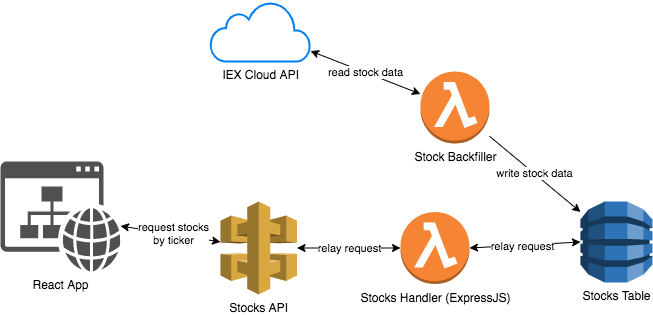 IEX Cloud API
read stock data
Stock Backfiller
write stock data
request stocks
by ticker
relay request
relay request
React App
Stocks API
Stocks Handler (ExpressJS)
Stocks Table